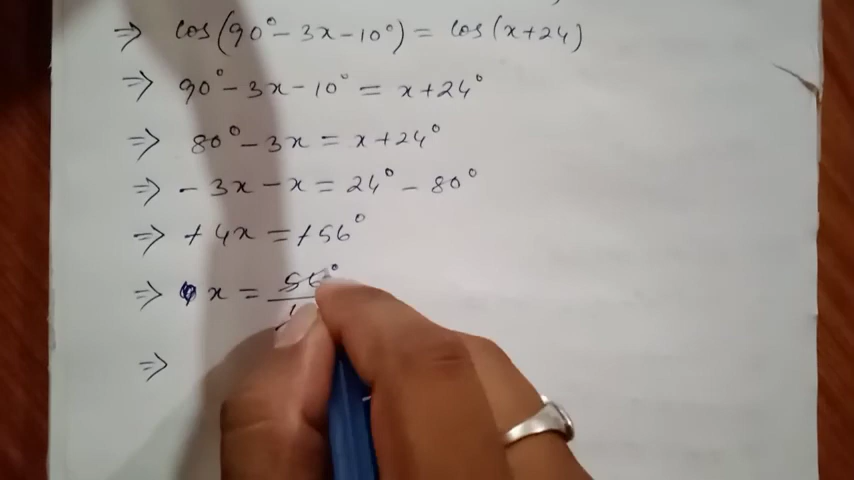 ⇒ cos(90° - 3x - 10°) = cos(x+24)
⇒ 90° - 3x - 10° = x + 24°
⇒ 80° - 3x = x + 24°
⇒ - 3x - x = 24° - 80°
⇒ + 4x = + 56°
⇒ x = 56°
⇒